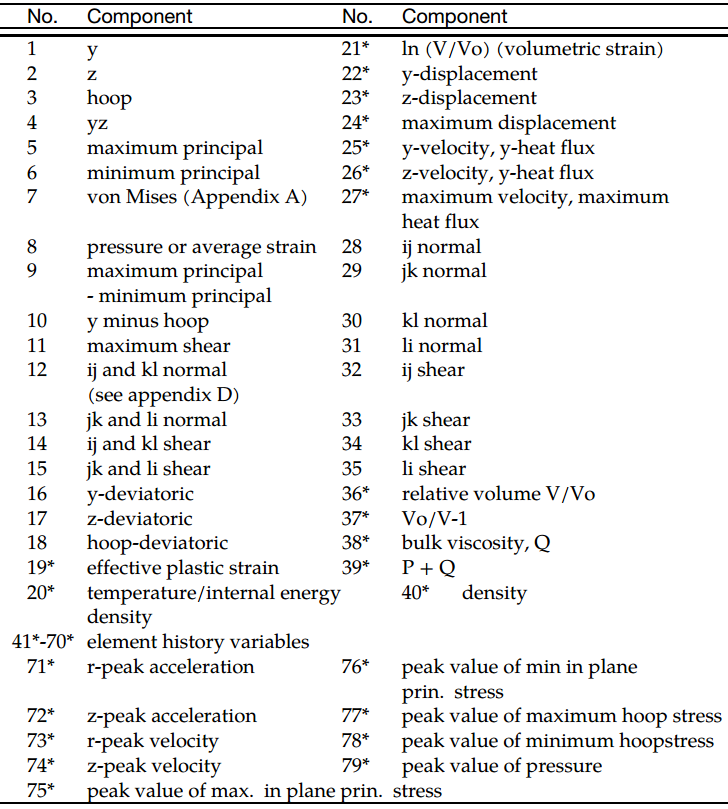 No. Component No. Component
1 y 21* ln (V/Vo) (volumetric strain)
2 z 22* y-displacement
3 hoop 23* z-displacement
4 yz 24* maximum displacement
5 maximum principal 25* y-velocity, y-heat flux
6 minimum principal 26* z-velocity, y-heat flux
7 von Mises (Appendix A) 27* maximum velocity, maximum
heat flux
8 pressure or average strain 28 ij normal
9 maximum principal 29 jk normal
- minimum principal
10 y minus hoop 30 kl normal
11 maximum shear 31 li normal
12 ij and kl normal 32 ij shear
(see appendix D)
13 jk and li normal 33 jk shear
14 ij and kl shear 34 kl shear
15 jk and li shear 35 li shear
16 y-deviatoric 36* relative volume V/Vo
17 z-deviatoric 37* Vo/V-1
18 hoop-deviatoric 38* bulk viscosity, Q
19* effective plastic strain 39* P + Q
20* temperature/internal energy 40* density
density
41*-70* element history variables
71* r-peak acceleration 76* peak value of min in plane
prin. stress
72* z-peak acceleration 77* peak value of maximum hoop stress
73* r-peak velocity 78* peak value of minimum hoopstress
74* z-peak velocity 79* peak value of pressure
75* peak value of max. in plane prin. stress